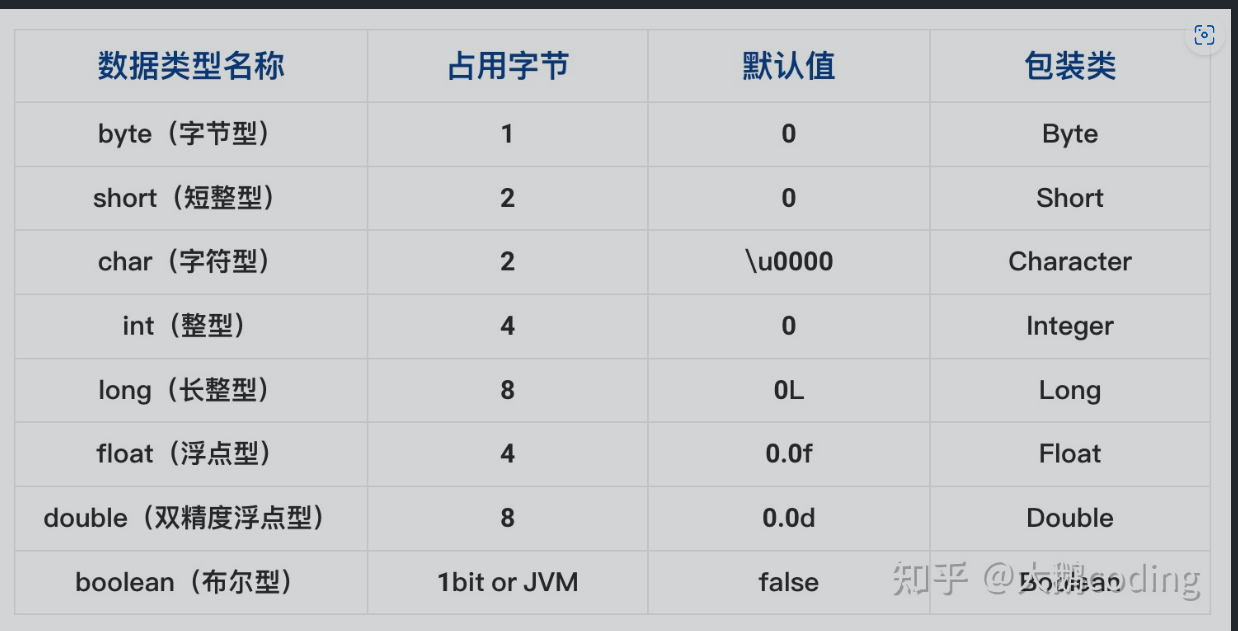 数据类型名称 占用字节 默认值 包装类
byte（字节型） 1 0 Byte
short（短整型） 2 0 Short
char（字符型） 2 \u0000 Character
int（整型） 4 0 Integer
long（长整型） 8 0L Long
float（浮点型） 4 0.0f Float
double（双精度浮点型） 8 0.0d Double
boolean（布尔型） 1bit or JVM false Boolean
知乎 @大鹅coding